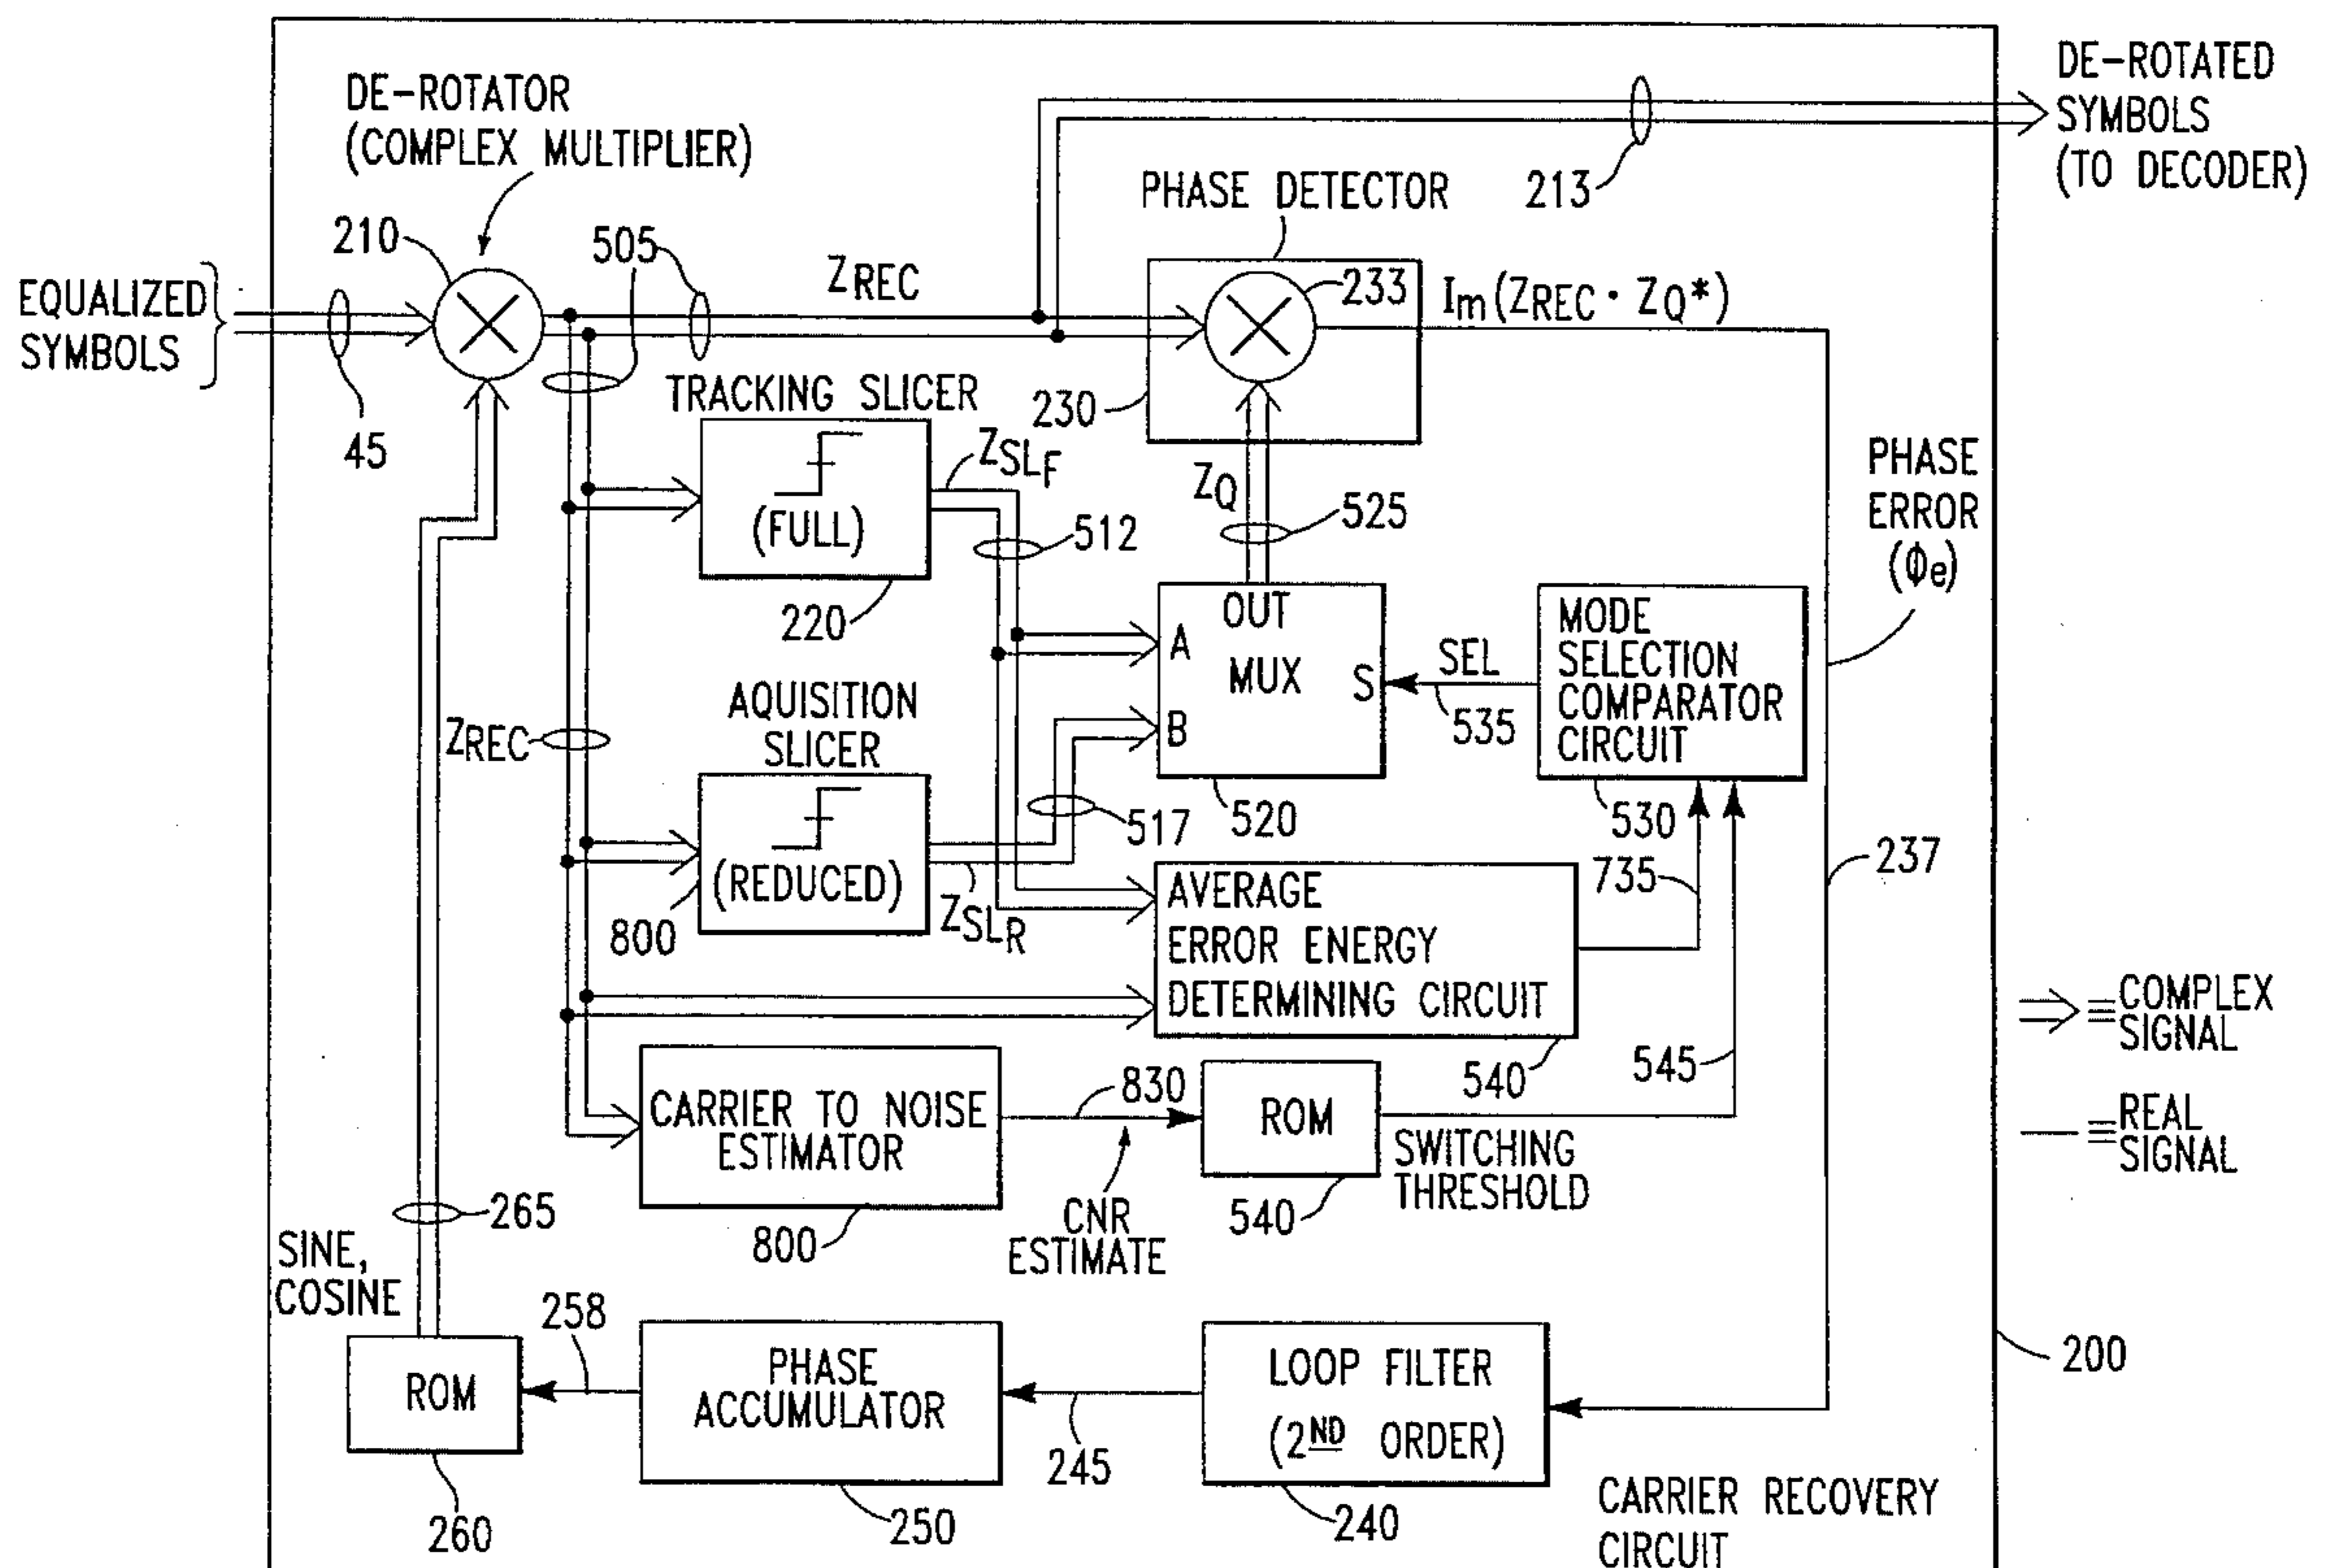 DE-ROTATOR
(COMPLEX MULTIPLIER)
DE-ROTATED
SYMBOLS
(TO DECODER)
213
PHASE DETECTOR
210
505
ZREC
233
Im(ZREC · ZQ*)
EQUALIZED
SYMBOLS
45
TRACKING SLICER
230
(FULL)
220
ZSLF
512
ZQ
525
PHASE
ERROR
(Φe)
OUT
MUX
A
B
S
520
SEL
535
MODE
SELECTION
COMPARATOR
CIRCUIT
530
AQUISITION
SLICER
(REDUCED)
800
ZREC
517
ZSLR
AVERAGE
ERROR ENERGY
DETERMINING CIRCUIT
540
735
237
545
≡COMPLEX
SIGNAL
≡REAL
SIGNAL
CARRIER TO NOISE
ESTIMATOR
800
830
CNR
ESTIMATE
ROM
540
SWITCHING
THRESHOLD
265
SINE,
COSINE
258
ROM
260
PHASE
ACCUMULATOR
250
245
LOOP FILTER
(2ND ORDER)
240
200
CARRIER RECOVERY
CIRCUIT